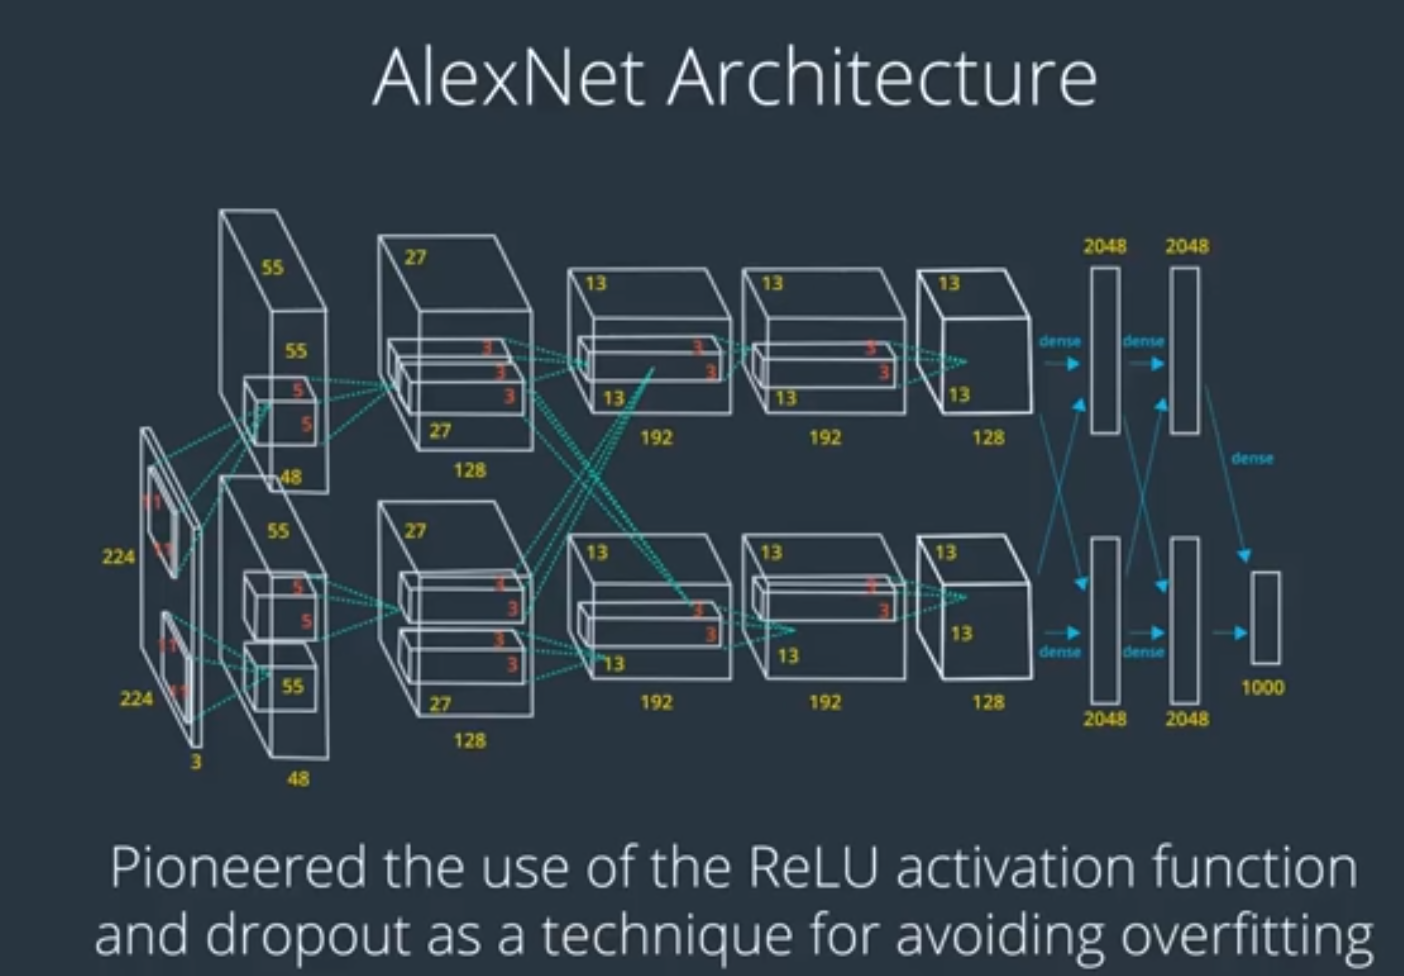 AlexNet Architecture
2048 2048
55 27 13 13 13
55 3 3 3 dense dense
5 3 3 3
5 3 13 13 13
27 192 192 128
48 128 dense
11
11
224
55 27 13 13 13
5 3 3
5 3 3 3
11 3 3 13 dense dense
55 3 13 13
11 27 192 192 128 1000
224 128 2048 2048
3 48
Pioneered the use of the ReLU activation function
and dropout as a technique for avoiding overfitting